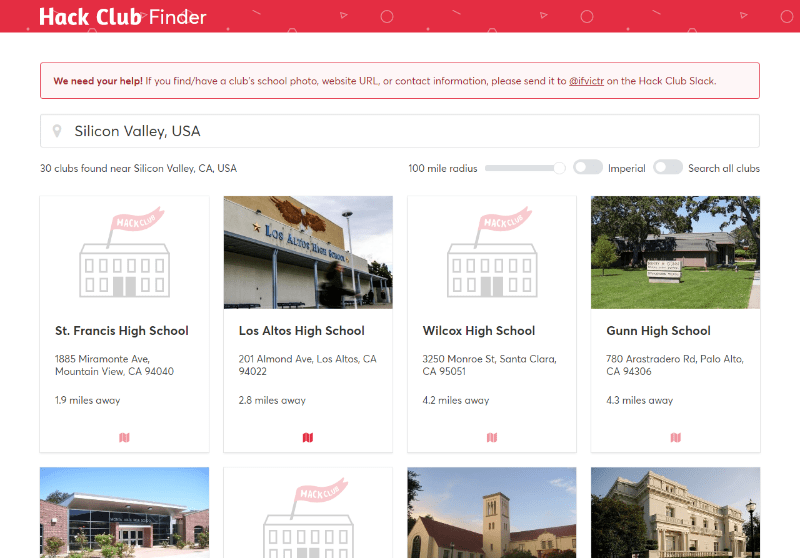 Hack Club Finder
We need your help! If you find/have a club's school photo, website URL, or contact information, please send it to @ifvictr on the Hack Club Slack.
Silicon Valley, USA
30 clubs found near Silicon Valley, CA, USA
100 mile radius
Imperial
Search all clubs
HACK CLUB
LOS ALTOS HIGH SCHOOL
HACK CLUB
St. Francis High School
1885 Miramonte Ave,
Mountain View, CA 94040
1.9 miles away
Los Altos High School
201 Almond Ave, Los Altos, CA
94022
2.8 miles away
Wilcox High School
3250 Monroe St, Santa Clara,
CA 95051
4.2 miles away
Gunn High School
780 Arastradero Rd, Palo Alto,
CA 94306
4.3 miles away
HACK CLUB